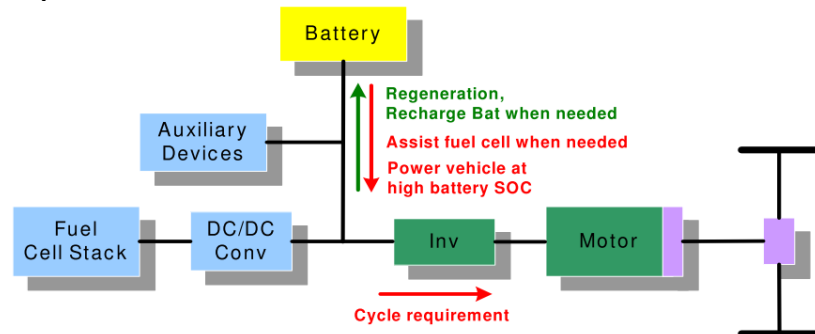 Battery
Regeneration,
Recharge Bat when needed
Auxiliary
Devices
Assist fuel cell when needed
Power vehicle at
high battery SOC
Fuel
Cell Stack
DC/DC
Conv
Inv
Motor
Cycle requirement